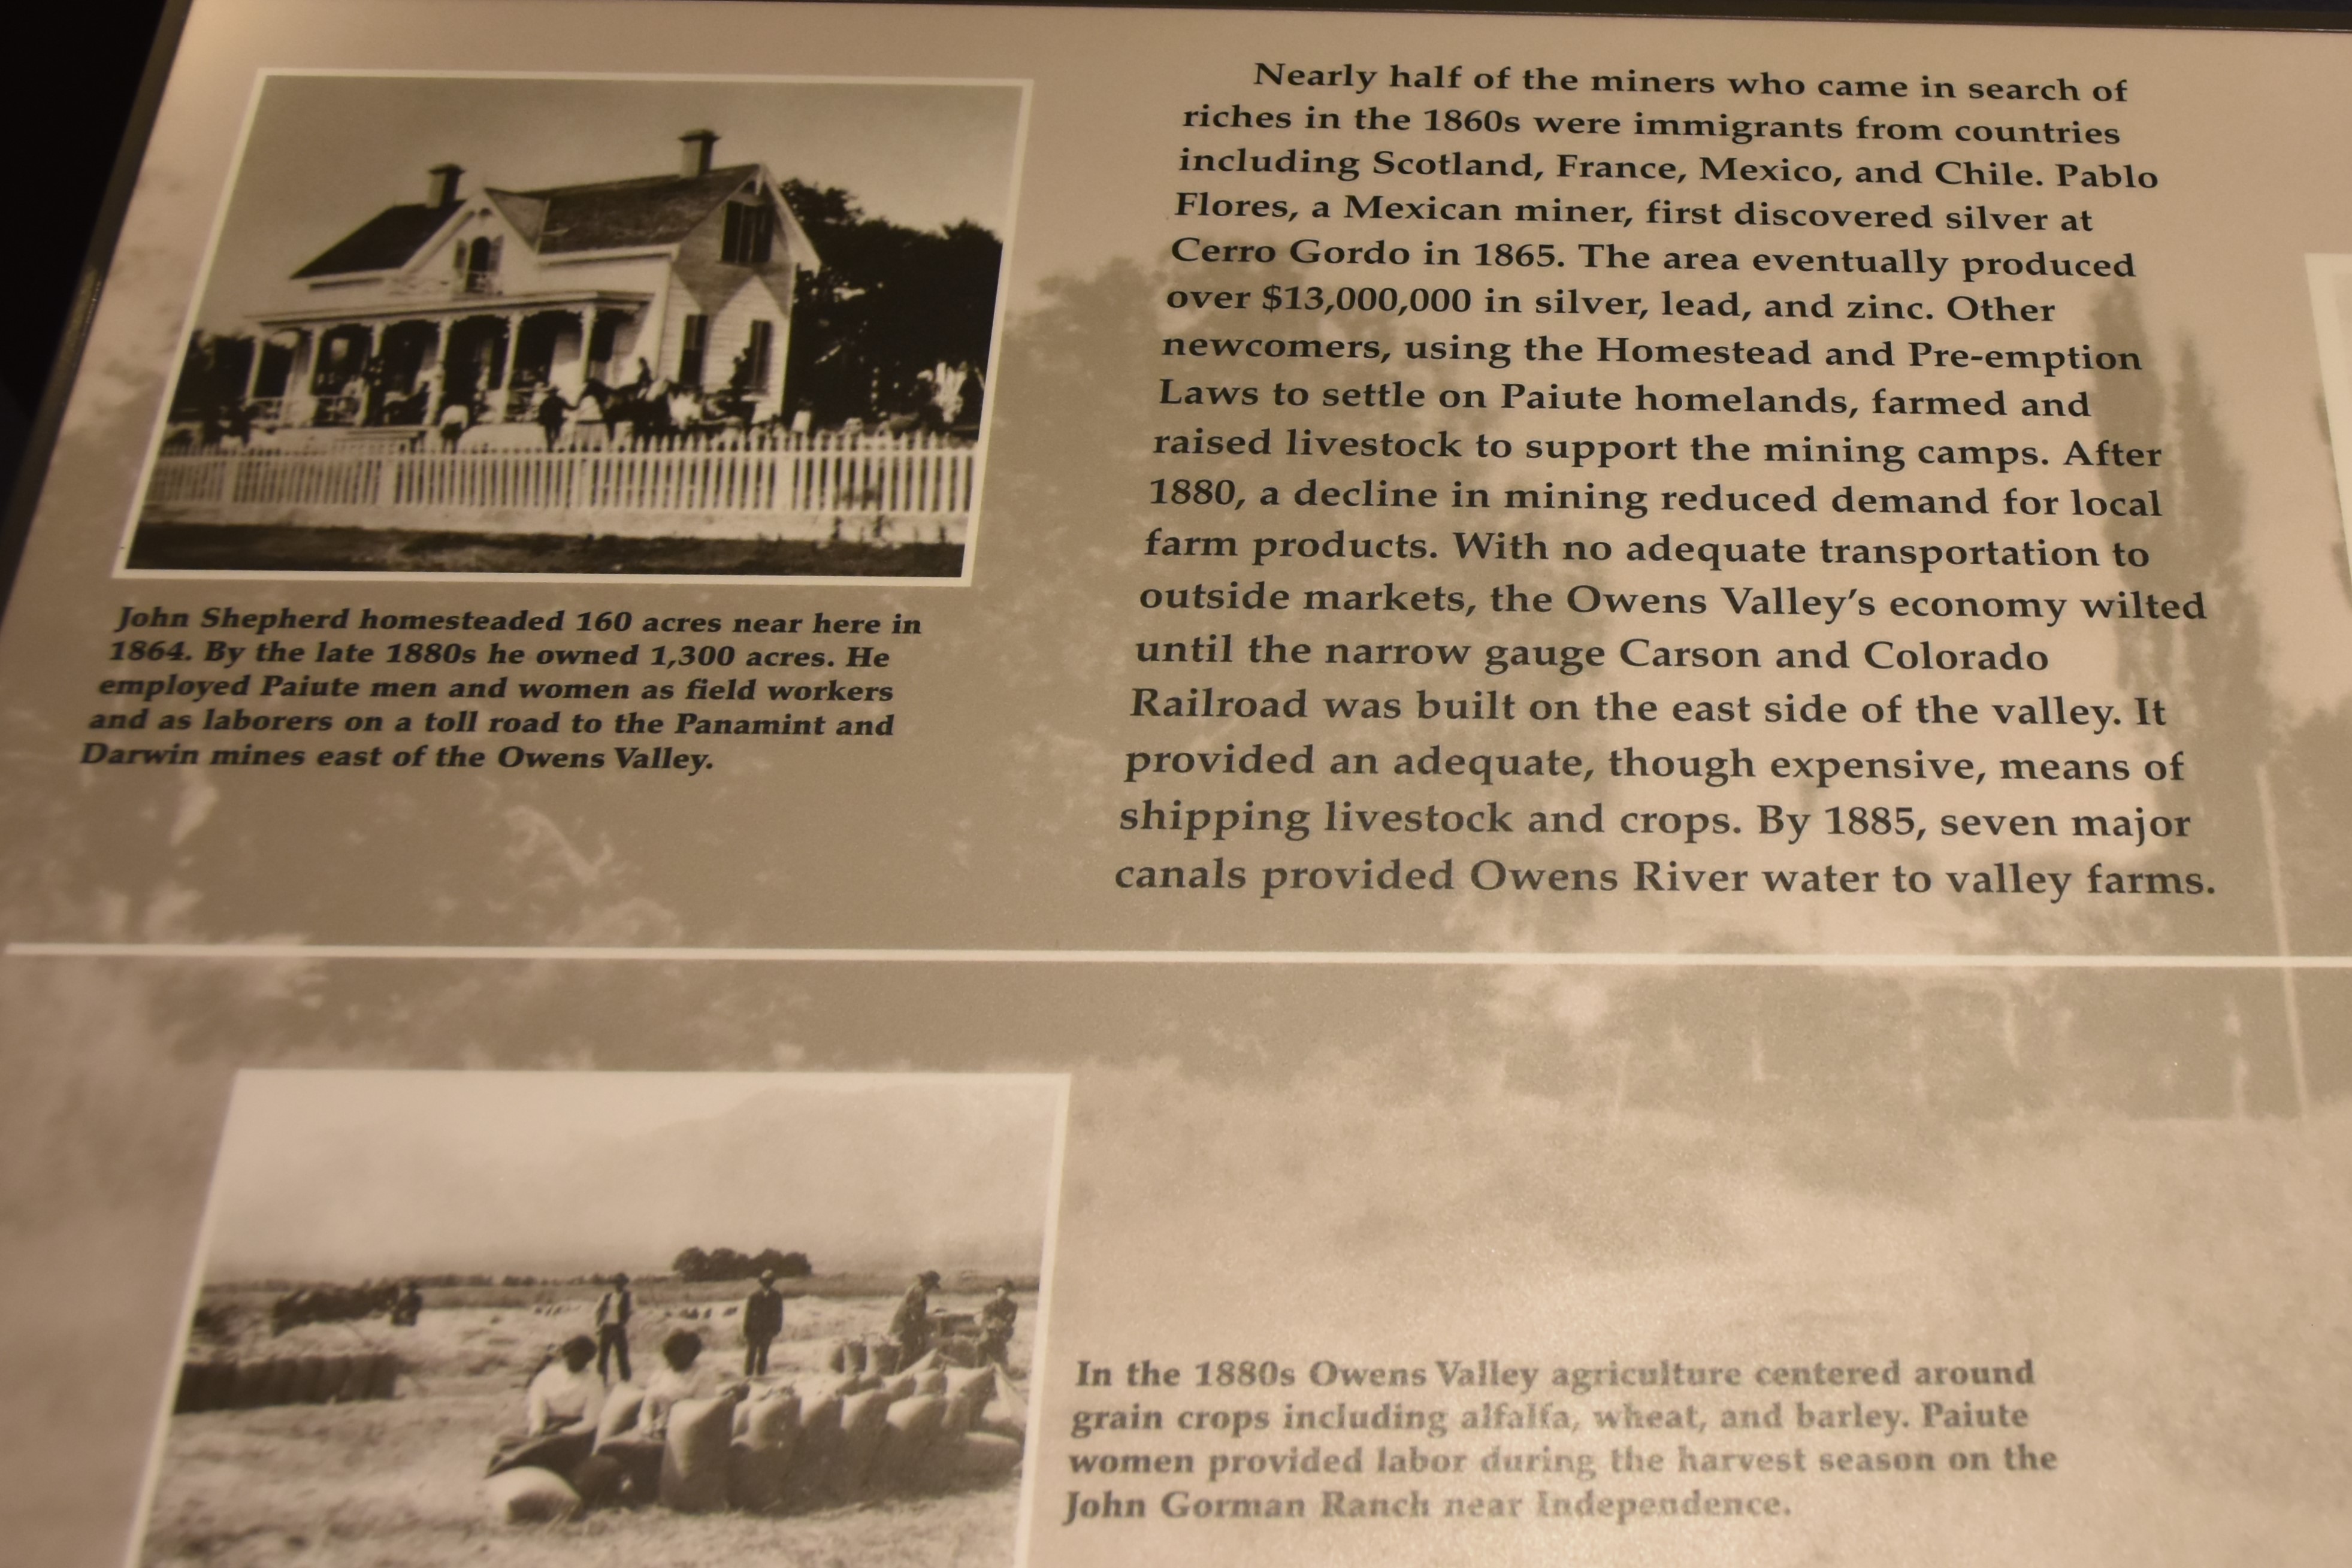 Nearly half of the miners who came in search of
riches in the 1860s were immigrants from countries
including Scotland, France, Mexico, and Chile. Pablo
Flores, a Mexican miner, first discovered silver at
Cerro Gordo in 1865. The area eventually produced
over $13,000,000 in silver, lead, and zinc. Other
newcomers, using the Homestead and Pre-emption
Laws to settle on Paiute homelands, farmed and
raised livestock to support the mining camps. After
1880, a decline in mining reduced demand for local
farm products. With no adequate transportation to
outside markets, the Owens Valley's economy wilted
until the narrow gauge Carson and Colorado
Railroad was built on the east side of the valley. It
provided an adequate, though expensive, means of
shipping livestock and crops. By 1885, seven major
canals provided Owens River water to valley farms.
John Shepherd homesteaded 160 acres near here in
1864. By the late 1880s he owned 1,300 acres. He
employed Paiute men and women as field workers
and as laborers on a toll road to the Panamint and
Darwin mines east of the Owens Valley.
In the 1880s Owens Valley agriculture centered around
grain crops including alfalfa, wheat, and barley. Paiute
women provided labor during the harvest season on the
John Gorman Ranch near Independence.